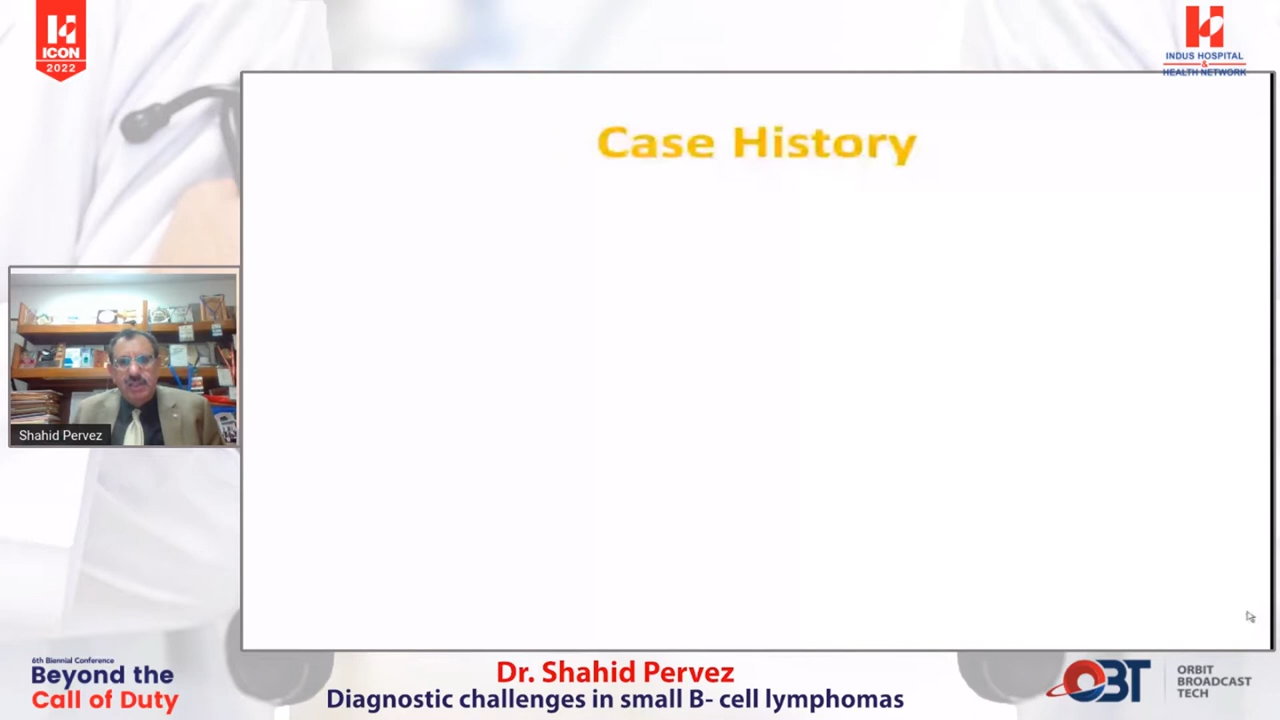 ICON
2022
INDUS HOSPITAL
&
HEALTH NETWORK
Case History
Shahid Pervez
6th Biennial Conference
Beyond the
Call of Duty
Dr. Shahid Pervez
Diagnostic challenges in small B- cell lymphomas
OBT
ORBIT
BROADCAST
TECH